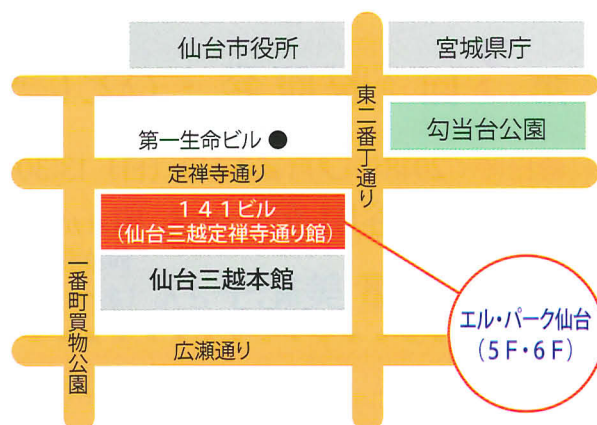 仙台市役所
宮城県庁
東二番丁通り
勾当台公園
第一生命ビル
定禅寺通り
141ビル
(仙台三越定禅寺通り館)
仙台三越本館
一番町買物公園
エル・パーク仙台
(5F・6F)
広瀬通り